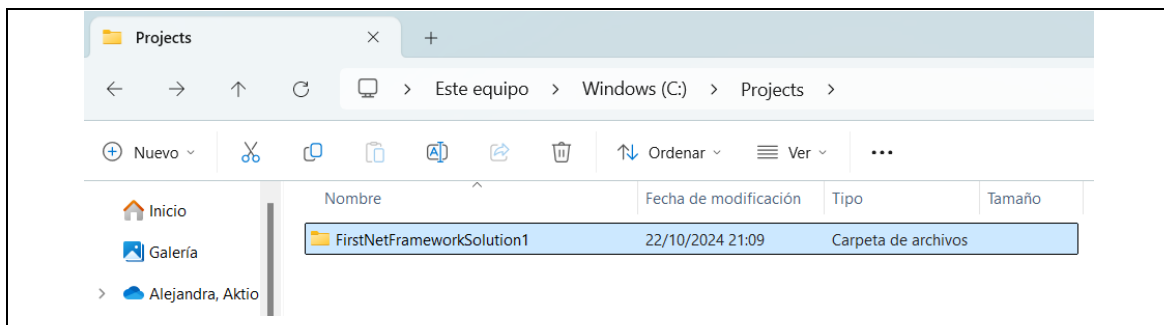 Projects
Este equipo > Windows (C:) > Projects >
Nuevo Ordenar Ver
Nombre Fecha de modificación Tipo Tamaño
Inicio
FirstNetFrameworkSolution1 22/10/2024 21:09 Carpeta de archivos
Galería
Alejandra, Aktio